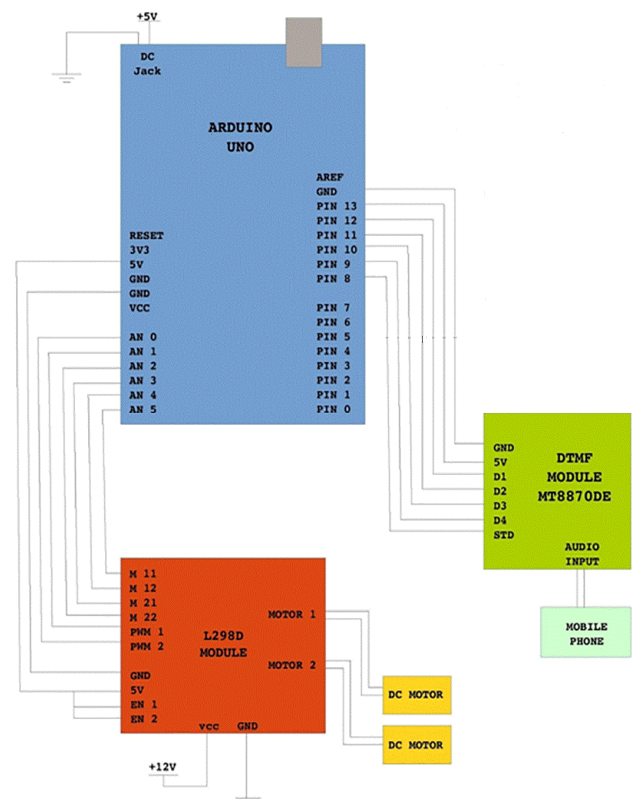 +5V
DC
Jack
ARDUINO
UNO
AREF
GND
PIN 13
PIN 12
PIN 11
PIN 10
PIN 9
PIN 8
PIN 7
PIN 6
PIN 5
PIN 4
PIN 3
PIN 2
PIN 1
PIN 0
RESET
3V3
5V
GND
GND
VCC
AN 0
AN 1
AN 2
AN 3
AN 4
AN 5
GND
5V
D1
D2
D3
D4
STD
DTMF
MODULE
MT8870DE
AUDIO
INPUT
MOBILE
PHONE
M 11
M 12
M 21
M 22
PWM 1
PWM 2
GND
5V
EN 1
EN 2
L298D
MODULE
MOTOR 1
MOTOR 2
vcc
GND
DC MOTOR
DC MOTOR
+12V